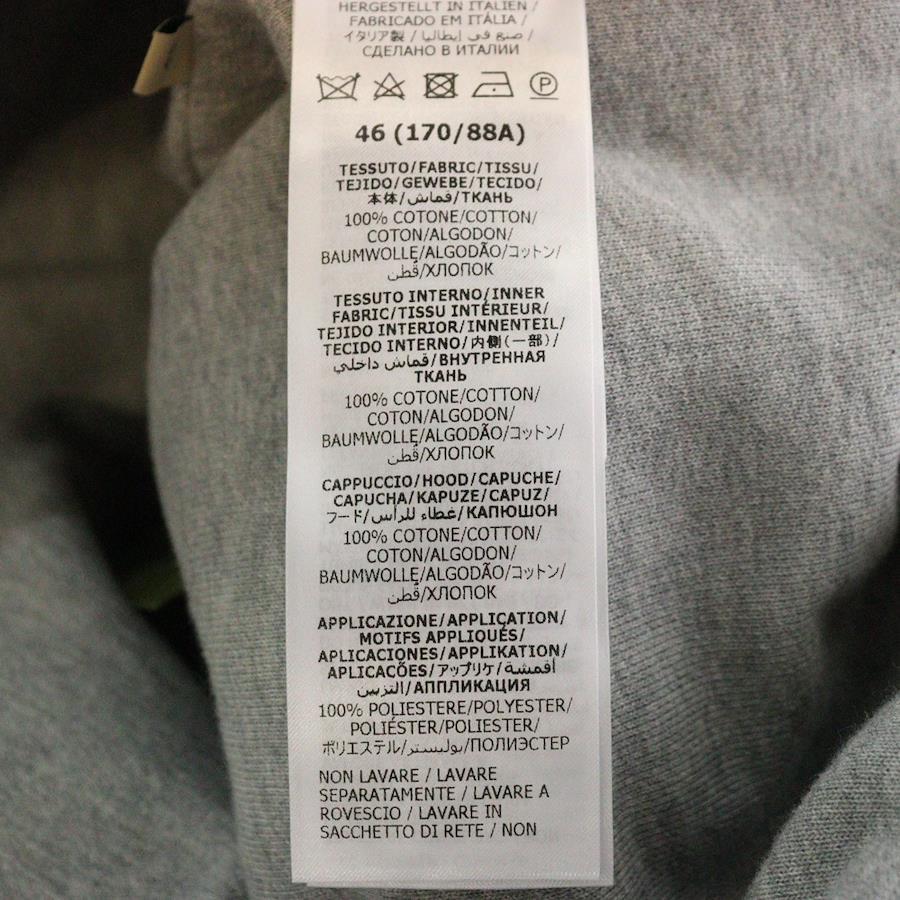 HERGESTELLT IN ITALIEN /
FABRICADO EM ITÁLIA /
イタリア製 / صنع في إيطاليا /
СДЕЛАНО В ИТАЛИИ
P
46 (170/88A)
TESSUTO/FABRIC/TISSU/
TEJIDO/GEWEBE/TECIDO/
本体/قماش/ТКАНЬ
100% COTONE/COTTON/
COTON/ALGODON/
BAUMWOLLE/ALGODÃO/コットン/
قُطن/ХЛОПОК
TESSUTO INTERNO/INNER
FABRIC/TISSU INTÉRIEUR/
TEJIDO INTERIOR/INNENTEIL/
TECIDO INTERNO/内側(一部)/
قماش داخلي/ВНУТРЕННАЯ
ТКАНЬ
100% COTONE/COTTON/
COTON/ALGODON/
BAUMWOLLE/ALGODÃO/コットン/
قُطن/ХЛОПОК
CAPPUCCIO/HOOD/CAPUCHE/
CAPUCHA/KAPUZE/CAPUZ/
フード/غطاء للرأس/КАПЮШОН
100% COTONE/COTTON/
COTON/ALGODON/
BAUMWOLLE/ALGODÃO/コットン/
قُطن/ХЛОПОК
APPLICAZIONE/APPLICATION/
MOTIFS APPLIQUÉS/
APLICACIONES/APPLIKATION/
APLICAÇÕES/アップリケ/أقمشة
التزيين/АППЛИКАЦИЯ
100% POLIESTERE/POLYESTER/
POLIÉSTER/POLIESTER/
ポリエステル/بوليستر/ПОЛИЭСТЕР
NON LAVARE / LAVARE
SEPARATAMENTE / LAVARE A
ROVESCIO / LAVARE IN
SACCHETTO DI RETE / NON